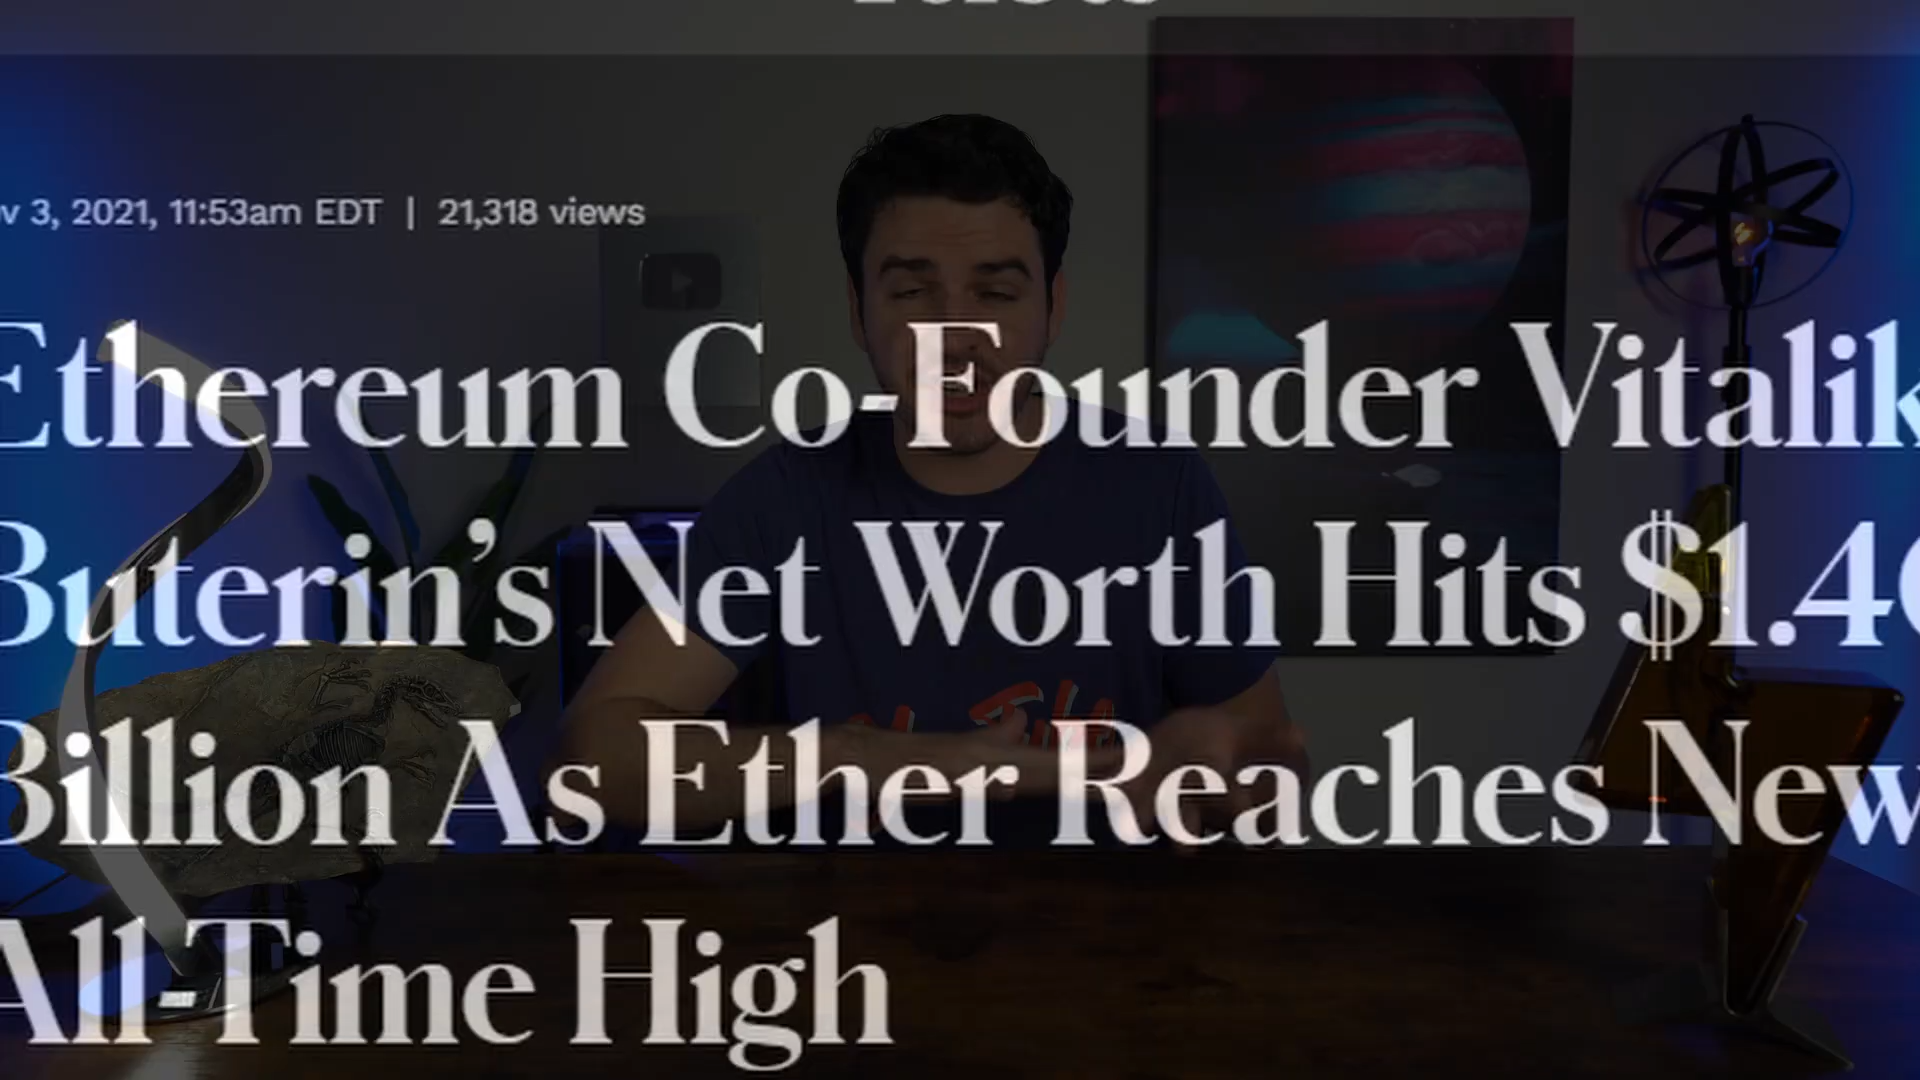 3, 2021, 11:53am EDT | 21,318 views
Ethereum Co-Founder Vitalik
Buterin's Net Worth Hits $1.4
Billion As Ether Reaches New
All Time High